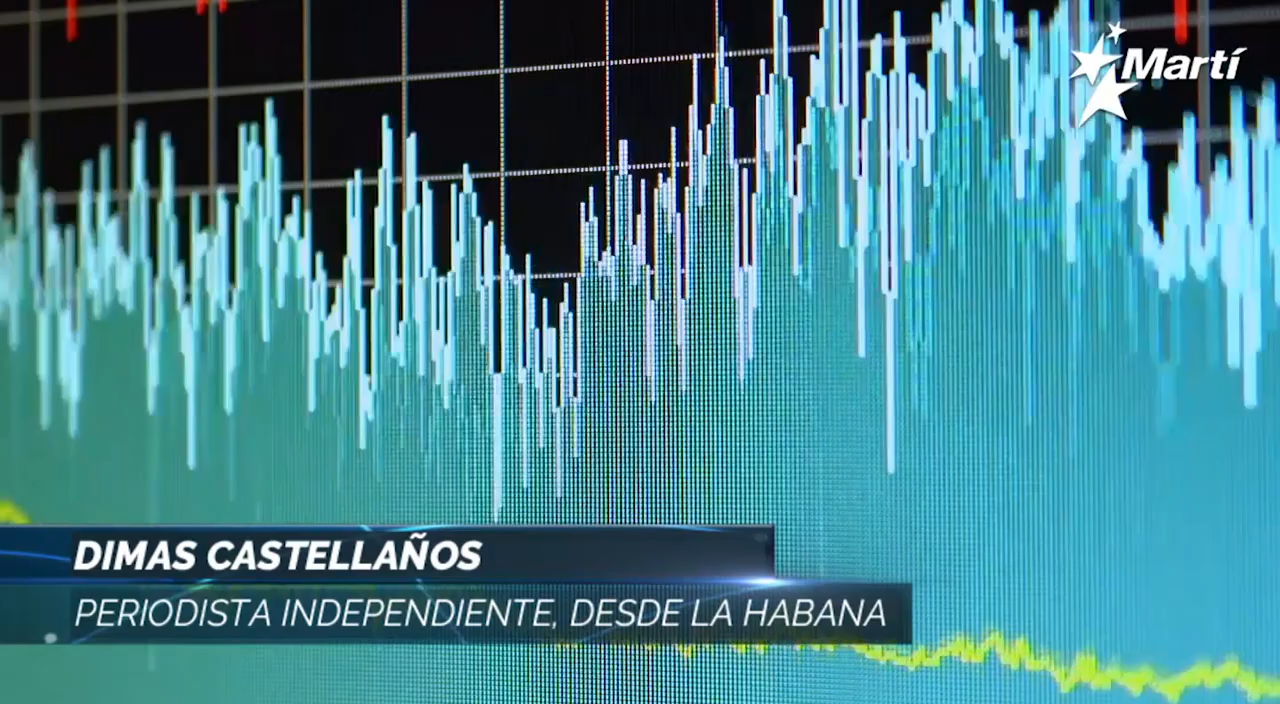 Martí
DIMAS CASTELLAÑOS
PERIODISTA INDEPENDIENTE, DESDE LA HABANA